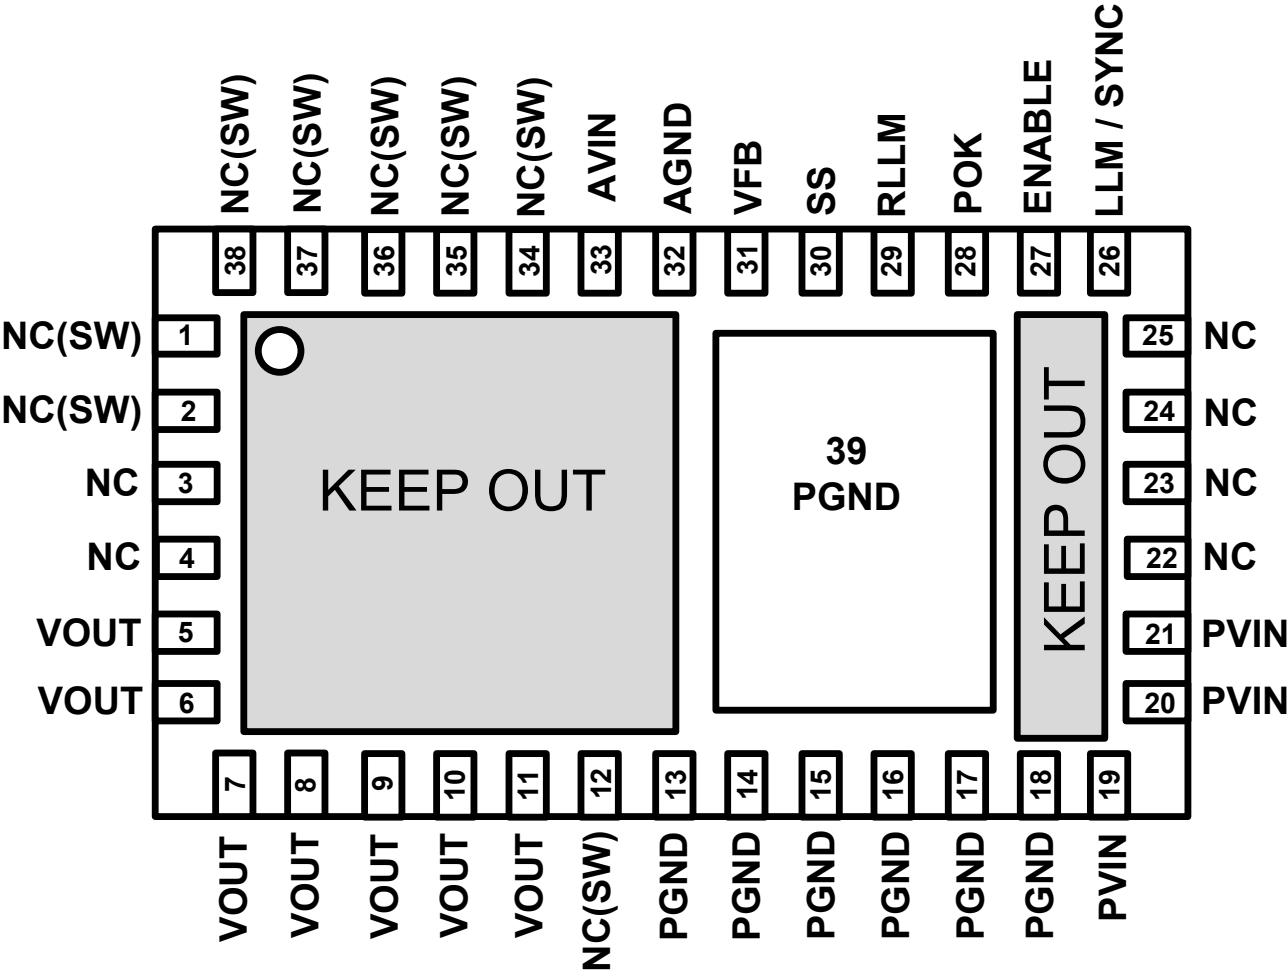 NC(SW)
NC(SW)
NC(SW)
NC(SW)
NC(SW)
AVIN
AGND
VFB
SS
RLLM
POK
ENABLE
LLM / SYNC
38
37
36
35
34
33
32
31
30
29
28
27
26
NC(SW) 1
NC(SW) 2
NC 3
NC 4
VOUT 5
VOUT 6
KEEP OUT
39
PGND
KEEP OUT
25 NC
24 NC
23 NC
22 NC
21 PVIN
20 PVIN
7
8
9
10
11
12
13
14
15
16
17
18
19
VOUT
VOUT
VOUT
VOUT
VOUT
NC(SW)
PGND
PGND
PGND
PGND
PGND
PGND
PVIN